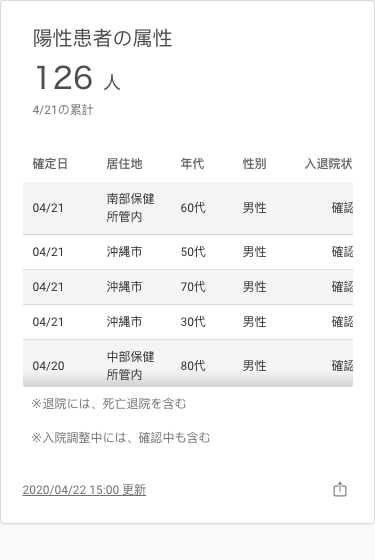 陽性患者の属性
126 人
4/21の累計
確定日 居住地 年代 性別 入退院状
04/21 南部保健所管内 60代 男性 確認
04/21 沖縄市 50代 男性 確認
04/21 沖縄市 70代 男性 確認
04/21 沖縄市 30代 男性 確認
04/20 中部保健所管内 80代 男性 確認
※退院には、死亡退院を含む
※入院調整中には、確認中も含む
2020/04/22 15:00 更新